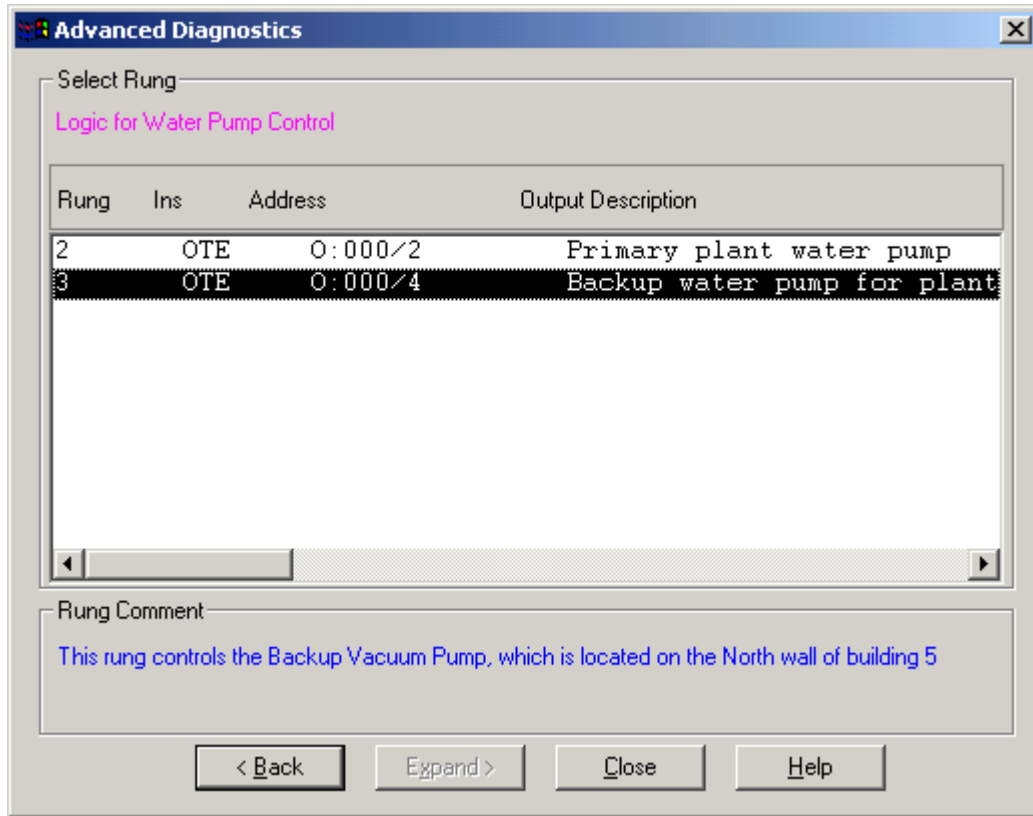 Advanced Diagnostics
Select Rung
Logic for Water Pump Control
Rung Ins Address Output Description
2 OTE O:000/2 Primary plant water pump
3 OTE O:000/4 Backup water pump for plant
Rung Comment
This rung controls the Backup Vacuum Pump, which is located on the North wall of building 5
< Back Expand > Close Help